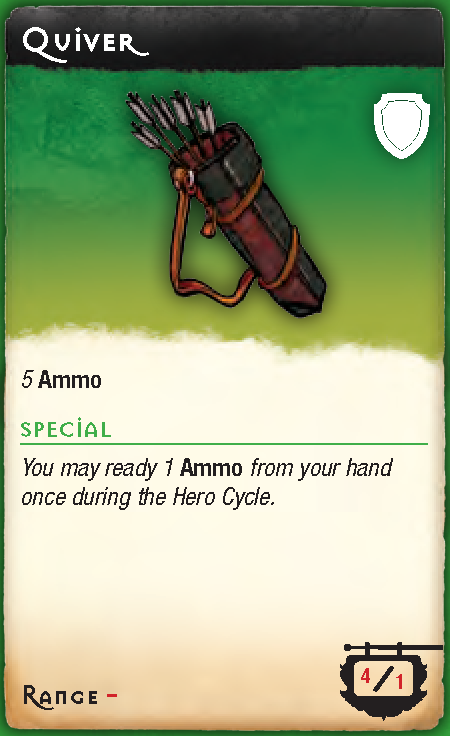 Quiver
5 Ammo
SPECIAL
You may ready 1 Ammo from your hand
once during the Hero Cycle.
Range -
4/1